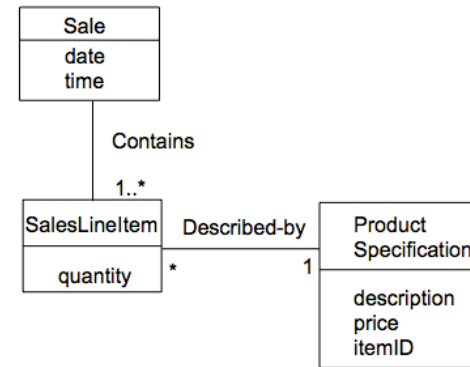 Sale
date
time
Contains
1..*
SalesLineItem
quantity
Described-by
*
1
Product
Specification
description
price
itemID